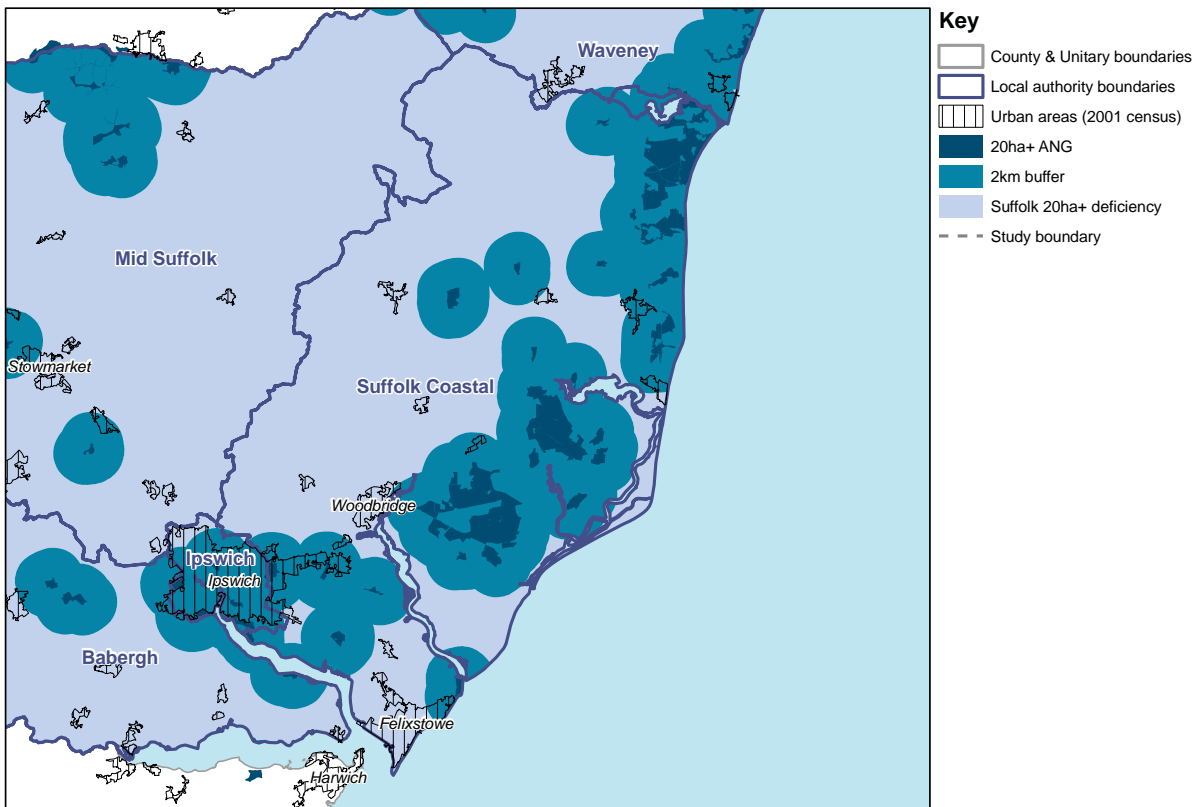 Waveney
Mid Suffolk
Stowmarket
Suffolk Coastal
Woodbridge
Ipswich
Ipswich
Babergh
Felixstowe
Harwich
Key
County & Unitary boundaries
Local authority boundaries
Urban areas (2001 census)
20ha+ ANG
2km buffer
Suffolk 20ha+ deficiency
Study boundary